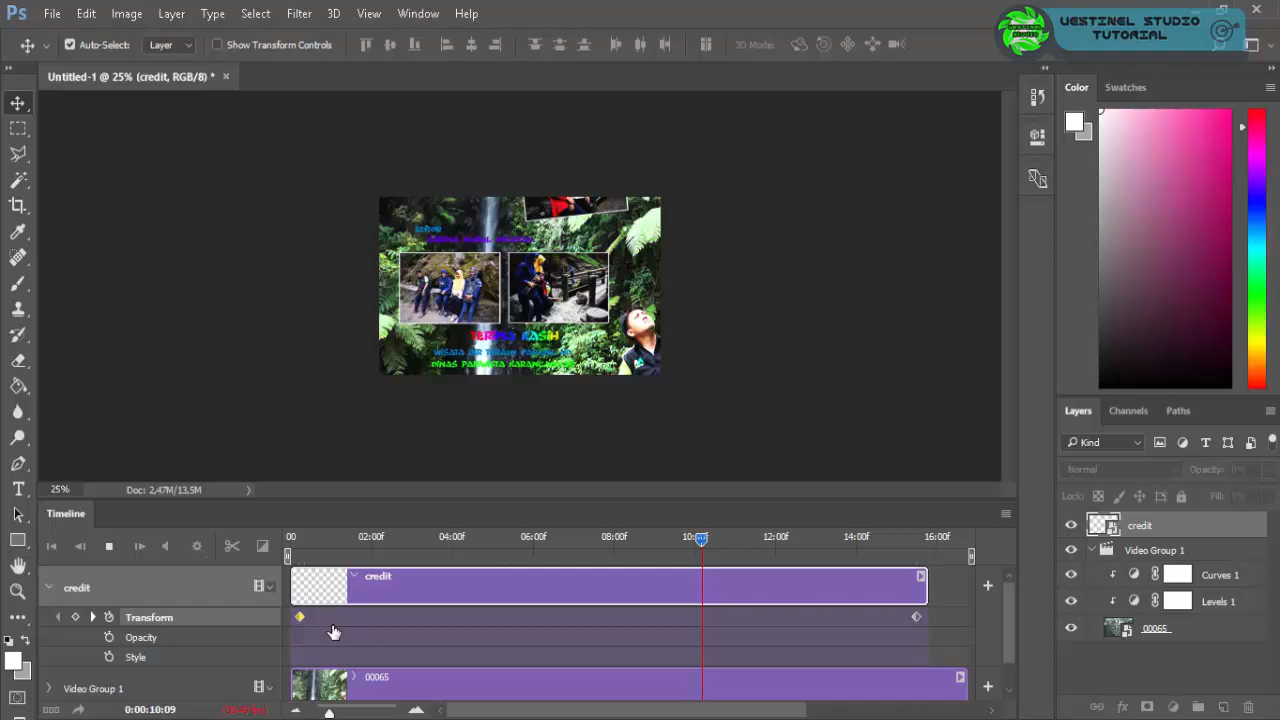 Ps File Edit Image Layer Type Select Filter 3D View Window Help
VESTINEL STUDIO
TUTORIAL
Auto-Select: Layer Show Transform Controls 3D Mode:
Untitled-1 @ 25% (credit, RGB/8) * ×
Color Swatches
EDITOR
TERIMA KASIH
25% Doc: 2,47M/13,5M
Timeline
00 02:00f 04:00f 06:00f 08:00f 10:00f 12:00f 14:00f 16:00f
credit
credit
Transform
Opacity
Style
00065
Video Group 1
0:00:10:09
Layers Channels Paths
Kind
Normal Opacity: 0%
Lock: Fill: 0%
credit
Video Group 1
Curves 1
Levels 1
00065